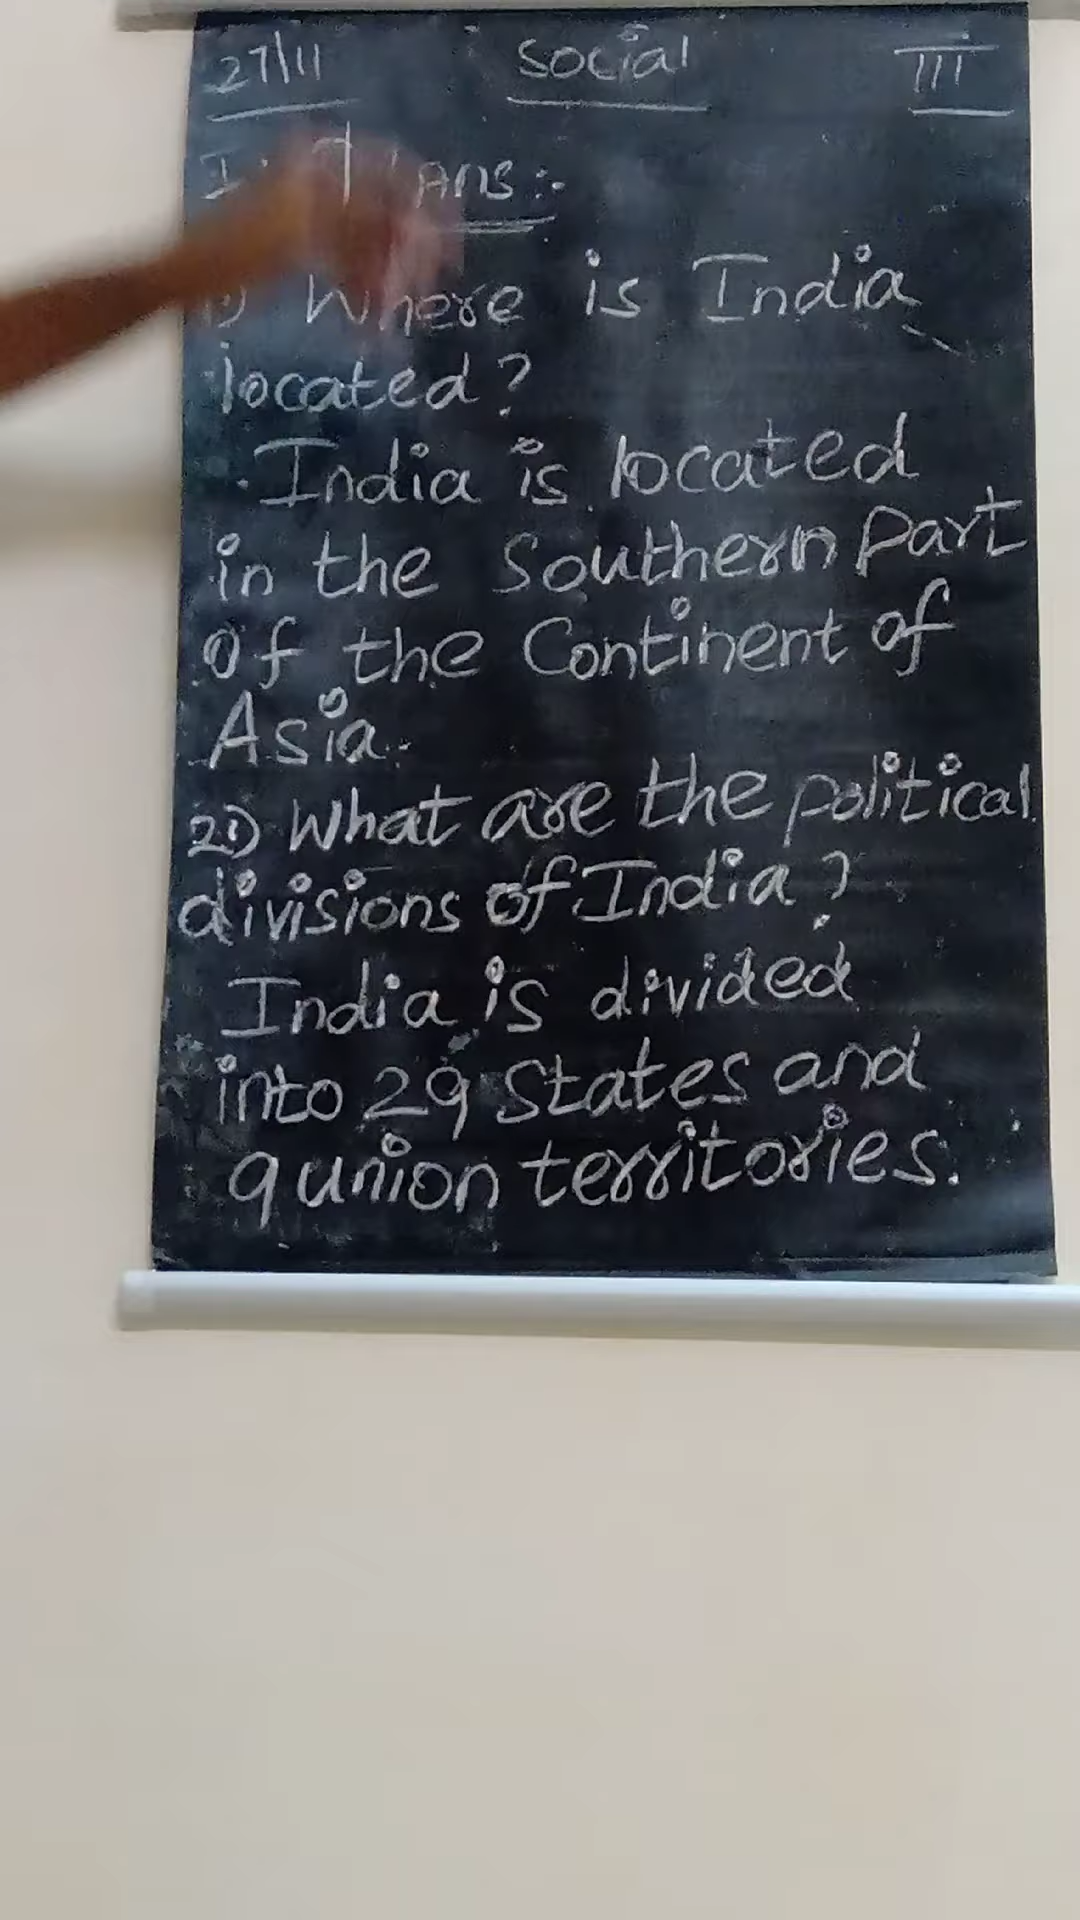 27/11 Social III
I. Ans:-
1) Where is India
located?
India is located
in the Southern Part
Of the Continent of
Asia.
2) What are the political
divisions of India?
India is divided
into 29 States and
9 union territories.